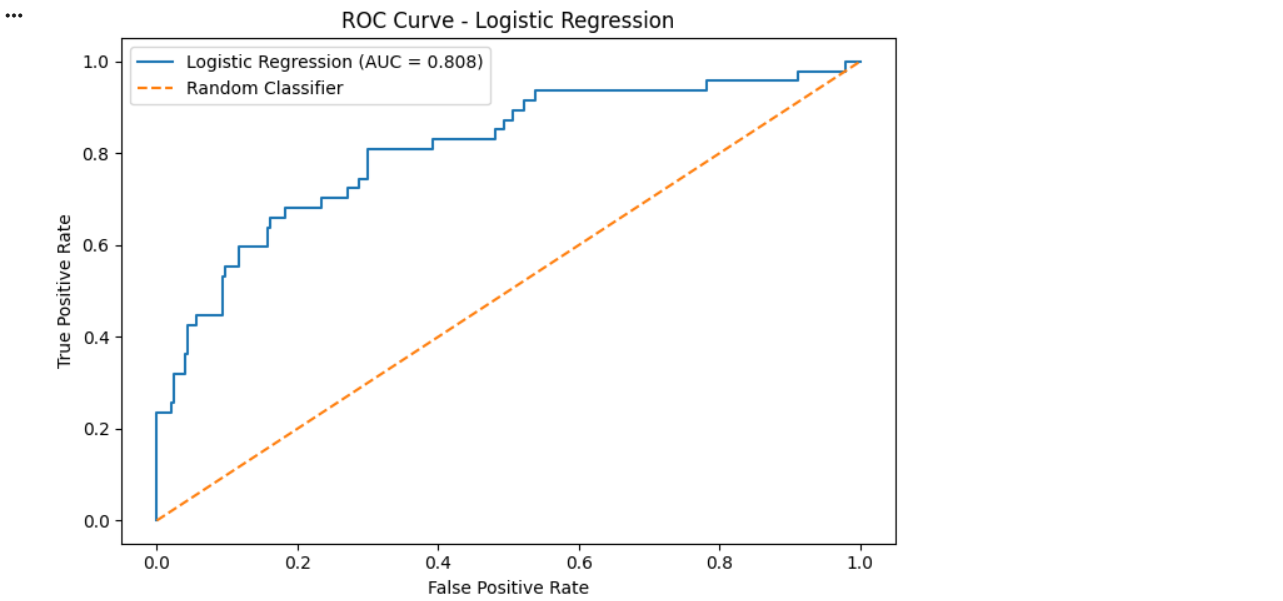 ...
ROC Curve - Logistic Regression
Logistic Regression (AUC = 0.808)
Random Classifier
True Positive Rate
1.0
0.8
0.6
0.4
0.2
0.0
0.0 0.2 0.4 0.6 0.8 1.0
False Positive Rate